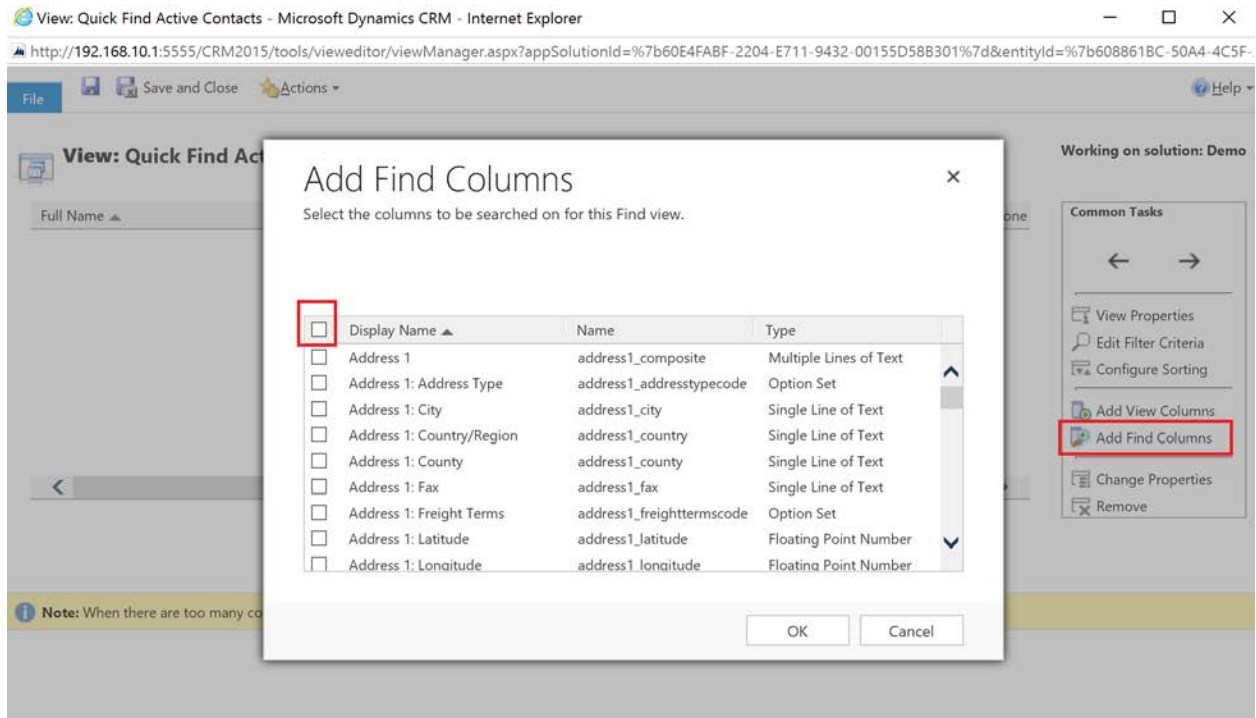 View: Quick Find Active Contacts - Microsoft Dynamics CRM - Internet Explorer
http://192.168.10.1:5555/CRM2015/tools/vieweditor/viewManager.aspx?appSolutionId=%7b60E4FABF-2204-E711-9432-00155D58B301%7d&entityId=%7b608861BC-50A4-4C5F-
File Save and Close Actions Help
View: Quick Find Act
Working on solution: Demo
Full Name
one
Add Find Columns
Select the columns to be searched on for this Find view.
Display Name Name Type
Address 1 address1_composite Multiple Lines of Text
Address 1: Address Type address1_addresstypecode Option Set
Address 1: City address1_city Single Line of Text
Address 1: Country/Region address1_country Single Line of Text
Address 1: County address1_county Single Line of Text
Address 1: Fax address1_fax Single Line of Text
Address 1: Freight Terms address1_freighttermscode Option Set
Address 1: Latitude address1_latitude Floating Point Number
Address 1: Longitude address1_longitude Floating Point Number
OK Cancel
Common Tasks
View Properties
Edit Filter Criteria
Configure Sorting
Add View Columns
Add Find Columns
Change Properties
Remove
Note: When there are too many co